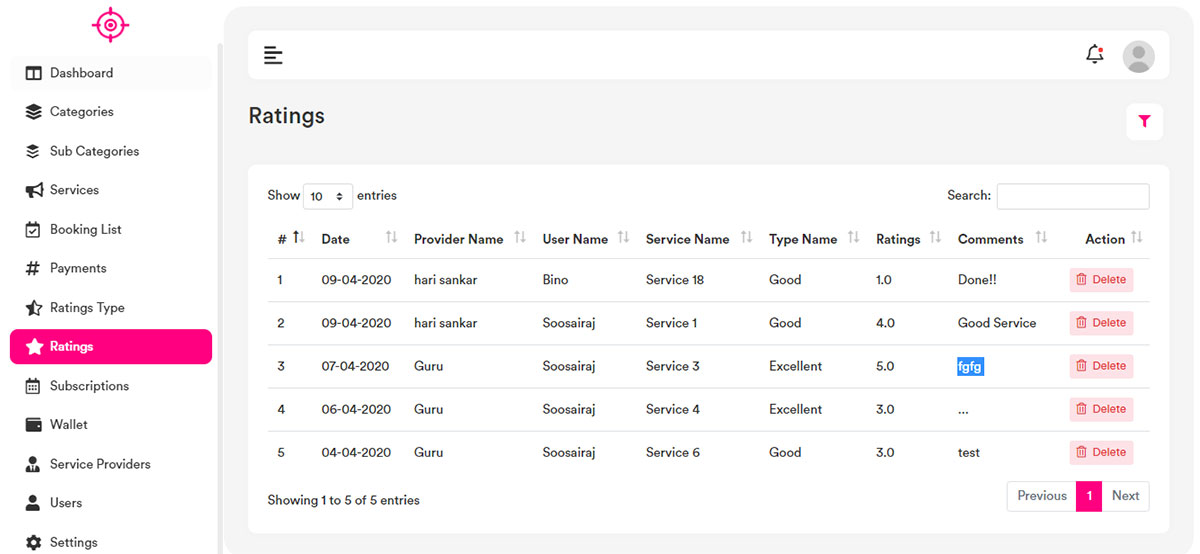 Dashboard
Categories
Sub Categories
Services
Booking List
Payments
Ratings Type
Ratings
Subscriptions
Wallet
Service Providers
Users
Settings
Ratings
Show 10 entries Search:
# Date Provider Name User Name Service Name Type Name Ratings Comments Action
1 09-04-2020 hari sankar Bino Service 18 Good 1.0 Done!! Delete
2 09-04-2020 hari sankar Soosairaj Service 1 Good 4.0 Good Service Delete
3 07-04-2020 Guru Soosairaj Service 3 Excellent 5.0 fgfg Delete
4 06-04-2020 Guru Soosairaj Service 4 Excellent 3.0 ... Delete
5 04-04-2020 Guru Soosairaj Service 6 Good 3.0 test Delete
Showing 1 to 5 of 5 entries Previous 1 Next